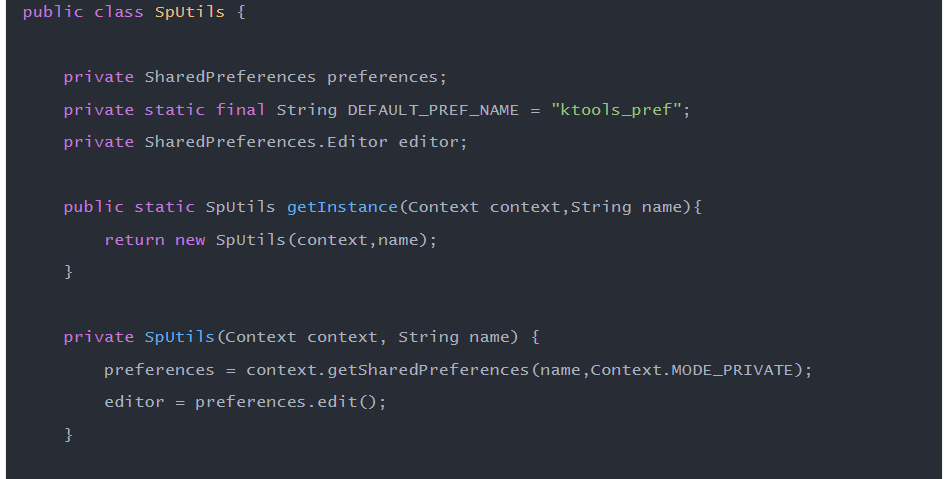 public class SpUtils {
private SharedPreferences preferences;
private static final String DEFAULT_PREF_NAME = "ktools_pref";
private SharedPreferences.Editor editor;
public static SpUtils getInstance(Context context,String name){
return new SpUtils(context,name);
}
private SpUtils(Context context, String name) {
preferences = context.getSharedPreferences(name,Context.MODE_PRIVATE);
editor = preferences.edit();
}